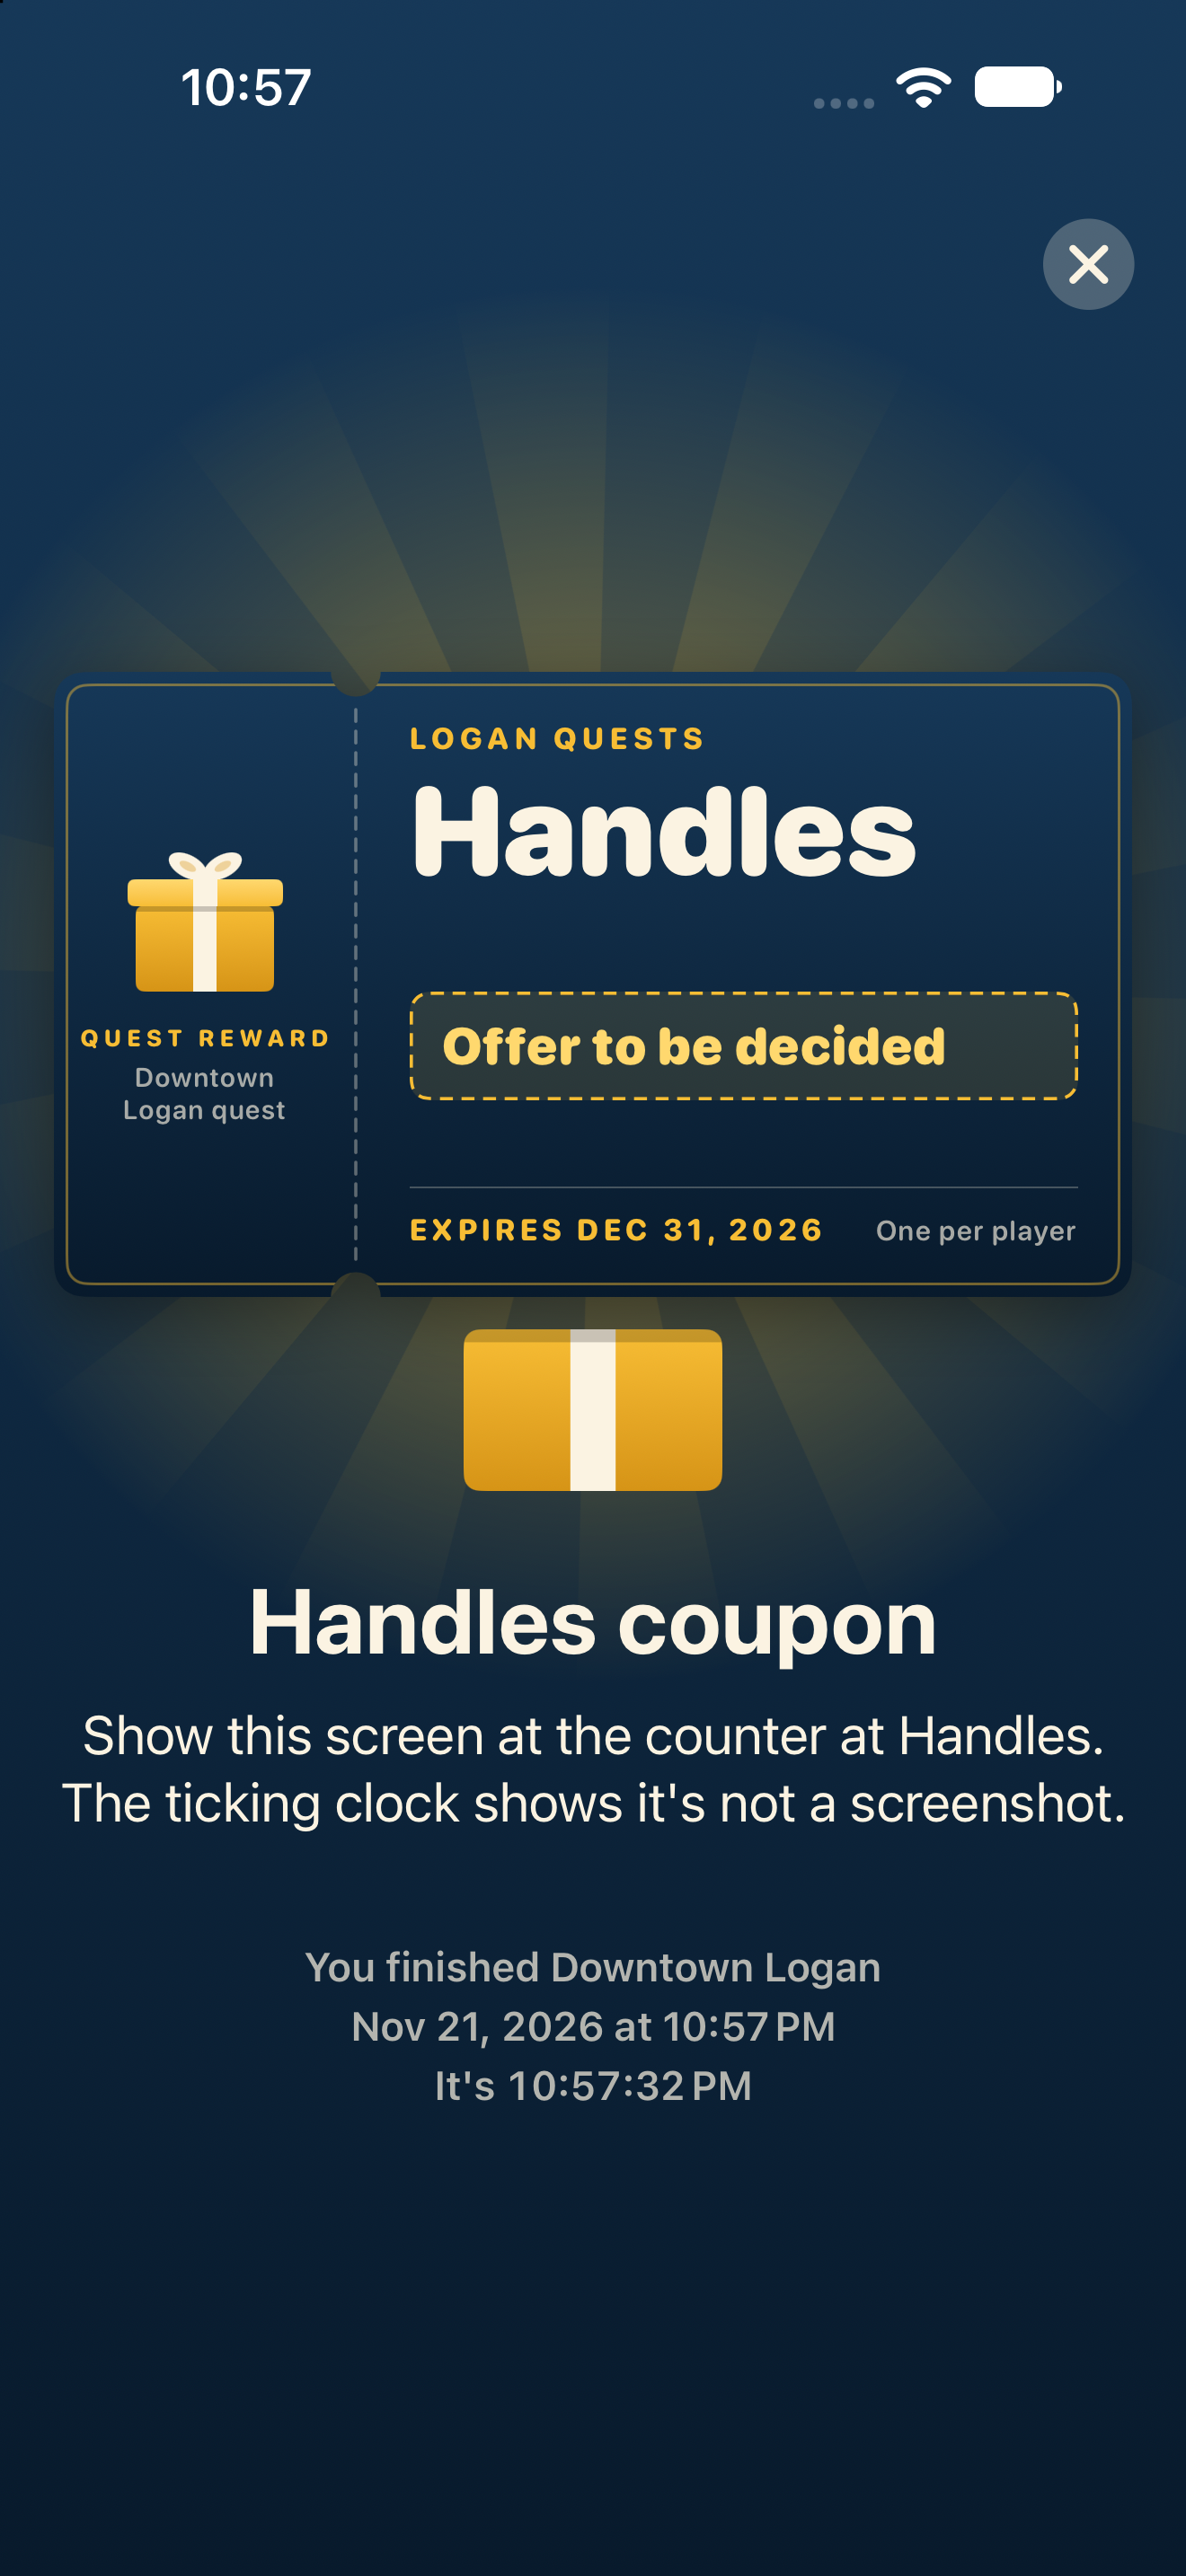 10:57
LOGAN QUESTS
Handles
QUEST REWARD
Downtown
Logan quest
Offer to be decided
EXPIRES DEC 31, 2026
One per player
Handles coupon
Show this screen at the counter at Handles.
The ticking clock shows it's not a screenshot.
You finished Downtown Logan
Nov 21, 2026 at 10:57 PM
It's 10:57:32 PM